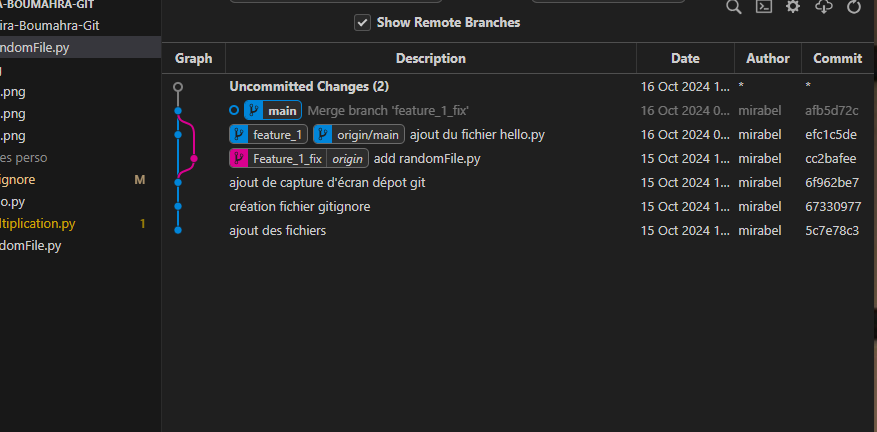 RA-BOUMAHRA-GIT
ira-Boumahra-Git
ndomFile.py
.png
.png
.png
es perso
ignore M
o.py
tiplication.py 1
domFile.py
Show Remote Branches
Graph Description Date Author Commit
Uncommitted Changes (2) 16 Oct 2024 1... * *
main Merge branch 'feature_1_fix' 16 Oct 2024 0... mirabel afb5d72c
feature_1 origin/main ajout du fichier hello.py 16 Oct 2024 0... mirabel efc1c5de
Feature_1_fix origin add randomFile.py 15 Oct 2024 1... mirabel cc2bafee
ajout de capture d'écran dépot git 15 Oct 2024 1... mirabel 6f962be7
création fichier gitignore 15 Oct 2024 1... mirabel 67330977
ajout des fichiers 15 Oct 2024 1... mirabel 5c7e78c3